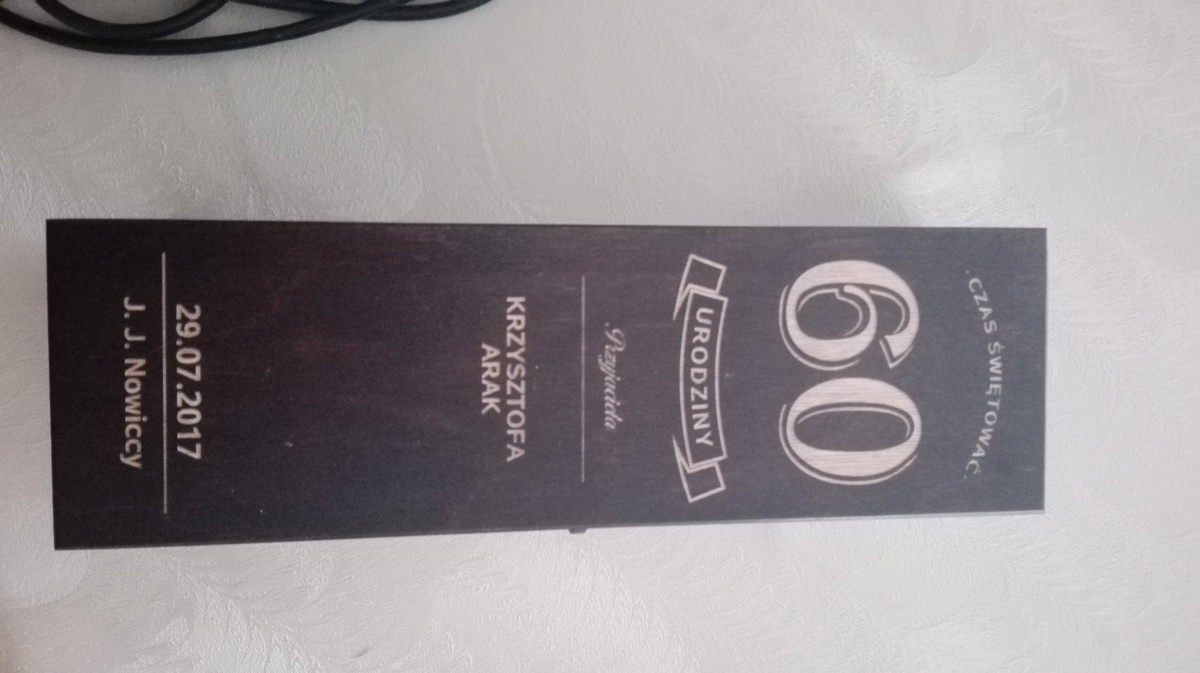 CZAS ŚWIĘTOWAĆ
60
URODZINY
Przyjaciela
KRZYSZTOFA
ARAK
29.07.2017
J. J. Nowiccy